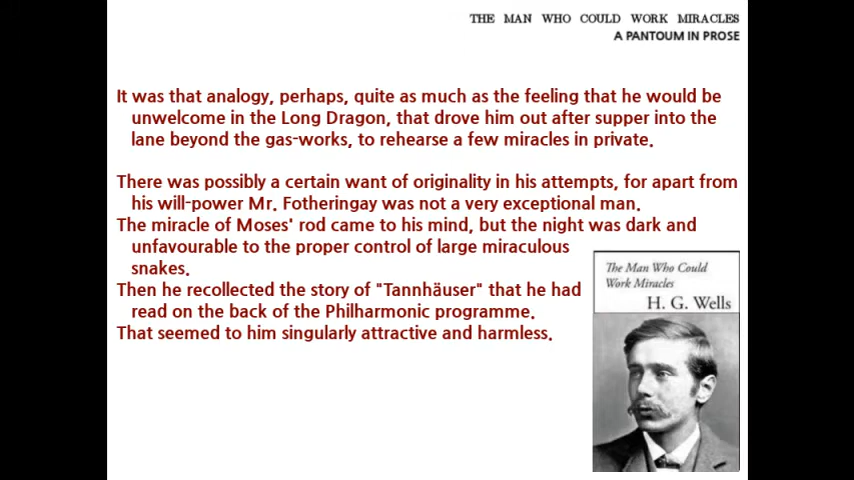 THE MAN WHO COULD WORK MIRACLES
A PANTOUM IN PROSE
It was that analogy, perhaps, quite as much as the feeling that he would be
unwelcome in the Long Dragon, that drove him out after supper into the
lane beyond the gas-works, to rehearse a few miracles in private.
There was possibly a certain want of originality in his attempts, for apart from
his will-power Mr. Fotheringay was not a very exceptional man.
The miracle of Moses' rod came to his mind, but the night was dark and
unfavourable to the proper control of large miraculous
snakes.
Then he recollected the story of "Tannhäuser" that he had
read on the back of the Philharmonic programme.
That seemed to him singularly attractive and harmless.
The Man Who Could
Work Miracles
H. G. Wells